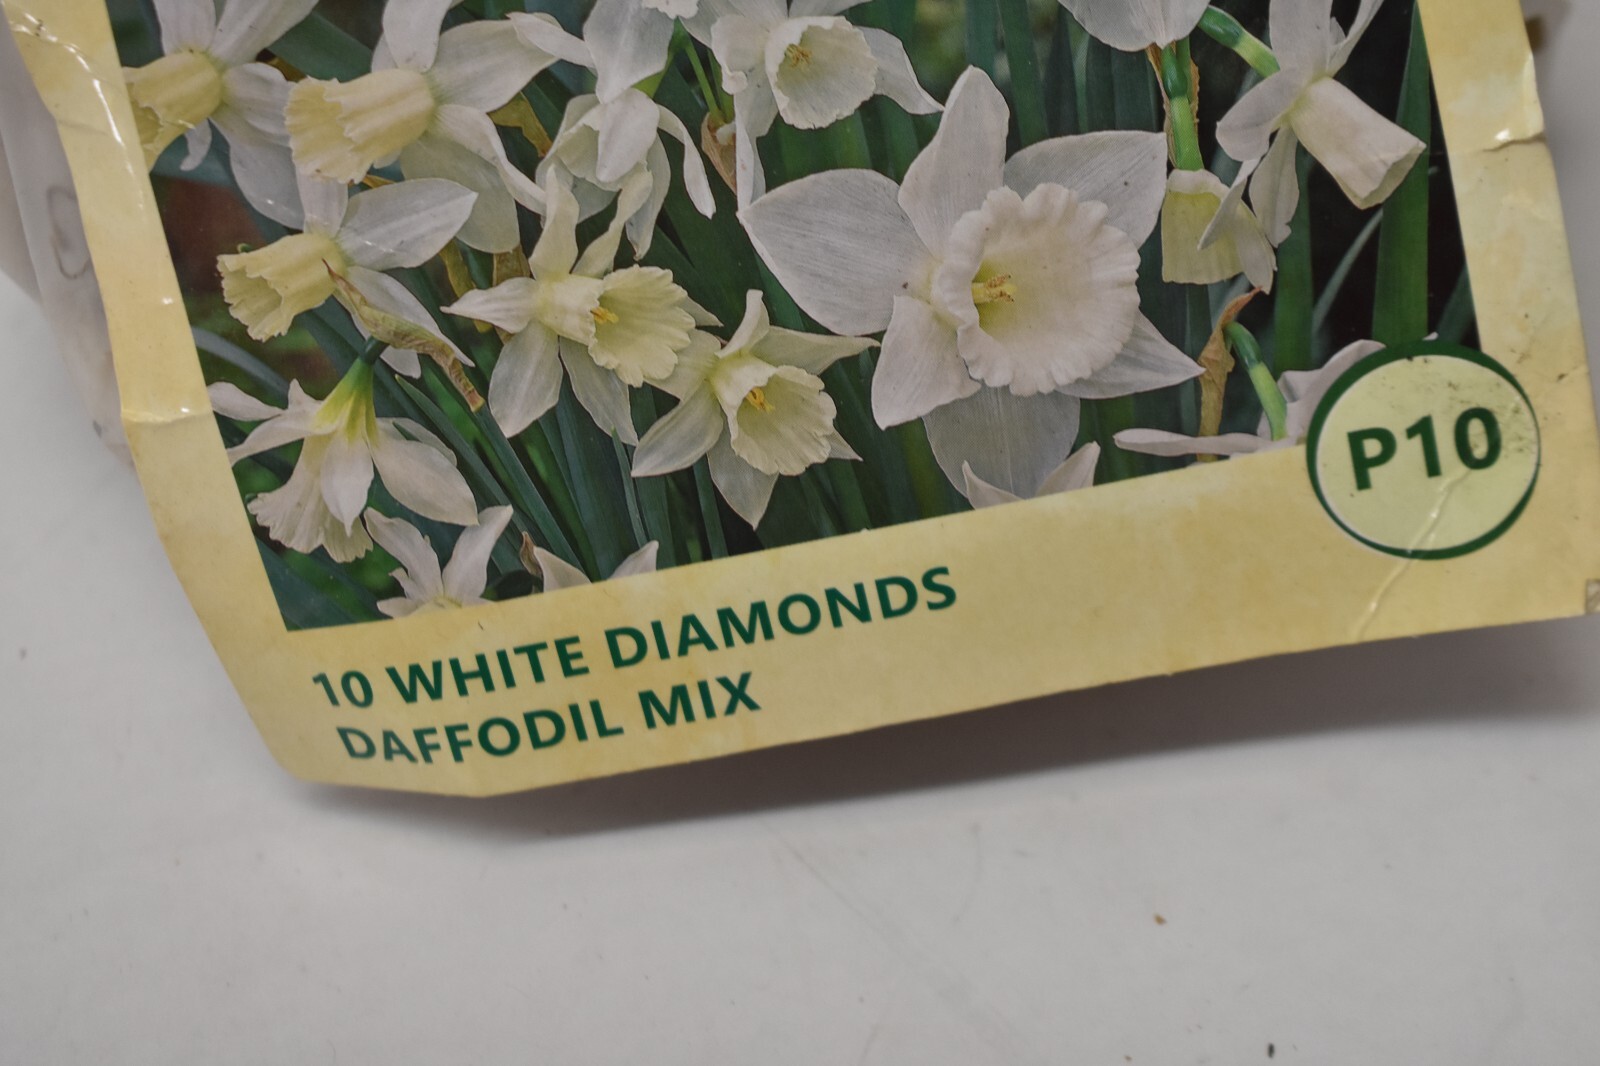 P10
10 WHITE DIAMONDS
DAFFODIL MIX